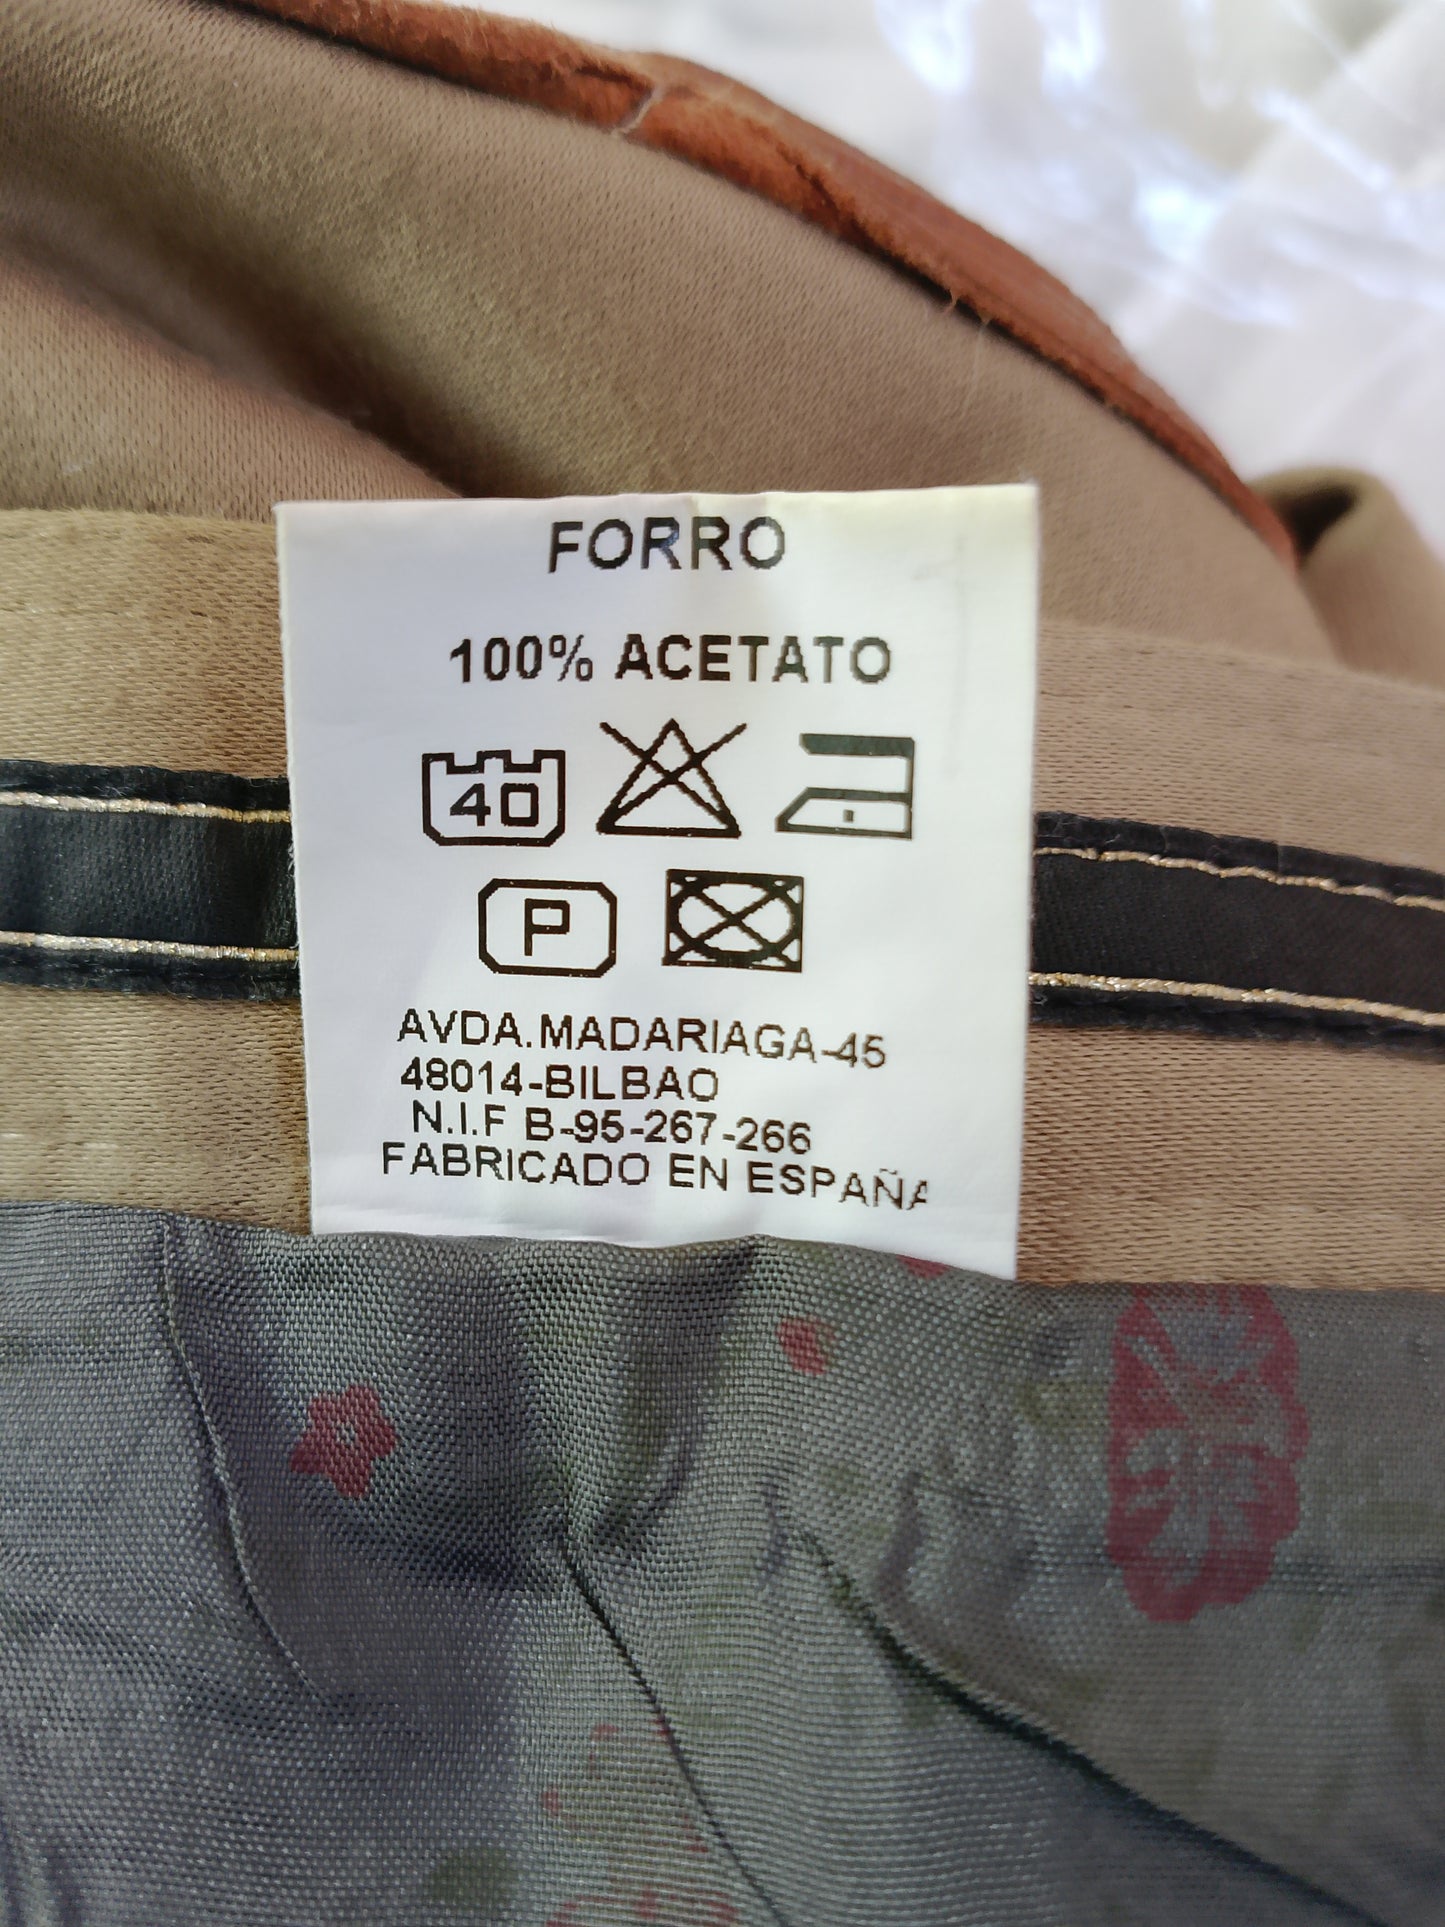 FORRO
100% ACETATO
40
P
AVDA.MADARIAGA-45
48014-BILBAO
N.I.F B-95-267-266
FABRICADO EN ESPAÑA